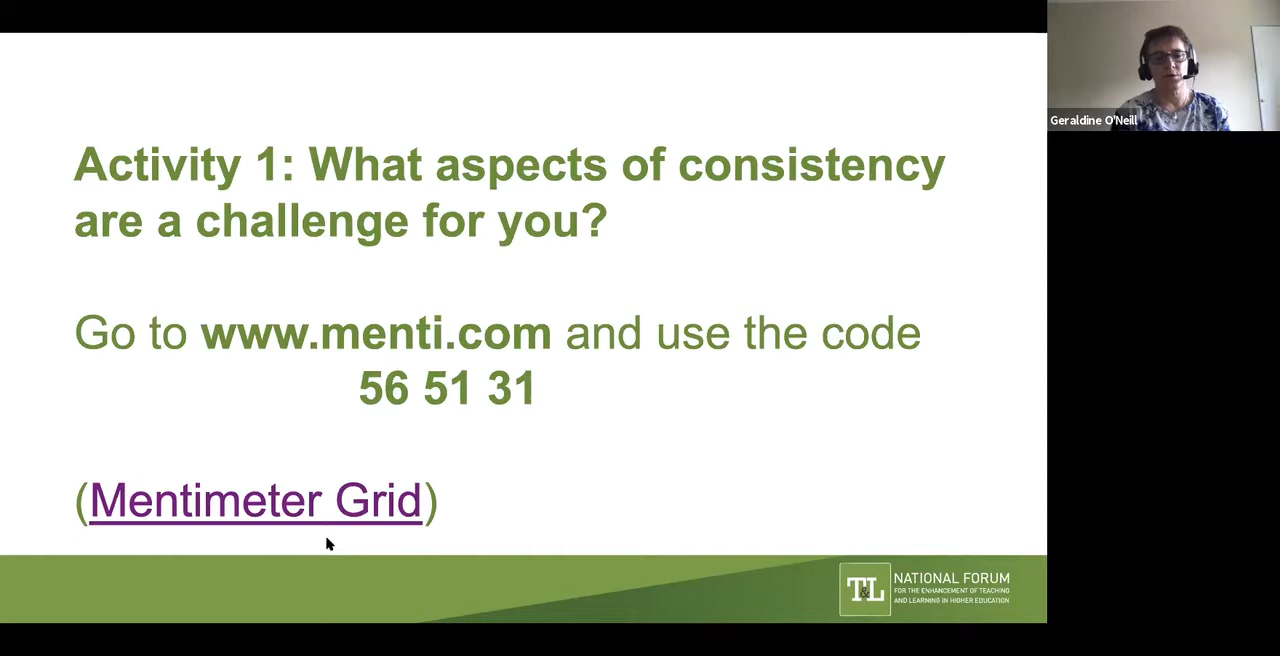 Activity 1: What aspects of consistency
are a challenge for you?
Go to www.menti.com and use the code
56 51 31
(Mentimeter Grid)
T&L
NATIONAL FORUM
FOR THE ENHANCEMENT OF TEACHING
AND LEARNING IN HIGHER EDUCATION
Geraldine O'Neill